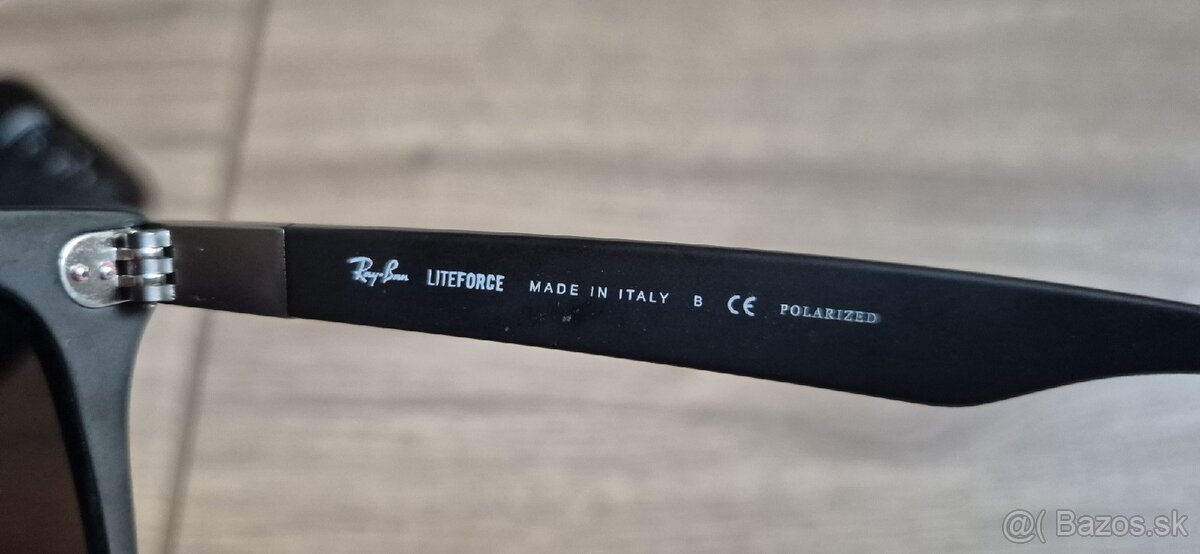 Ray-Ban LITEFORCE MADE IN ITALY B CE POLARIZED
@( Bazos.sk